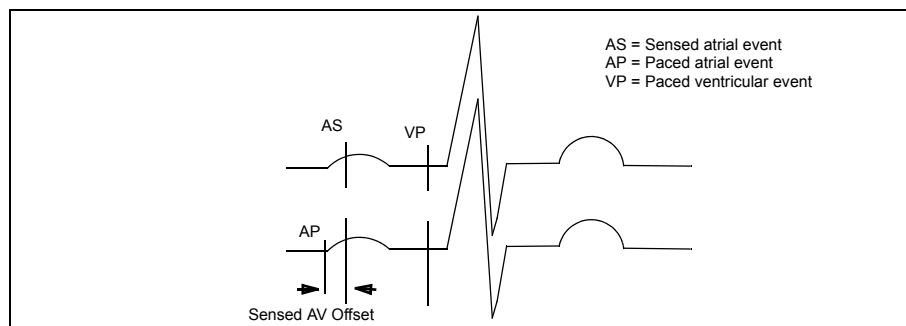 AS = Sensed atrial event
AP = Paced atrial event
VP = Paced ventricular event
AS
VP
AP
Sensed AV Offset